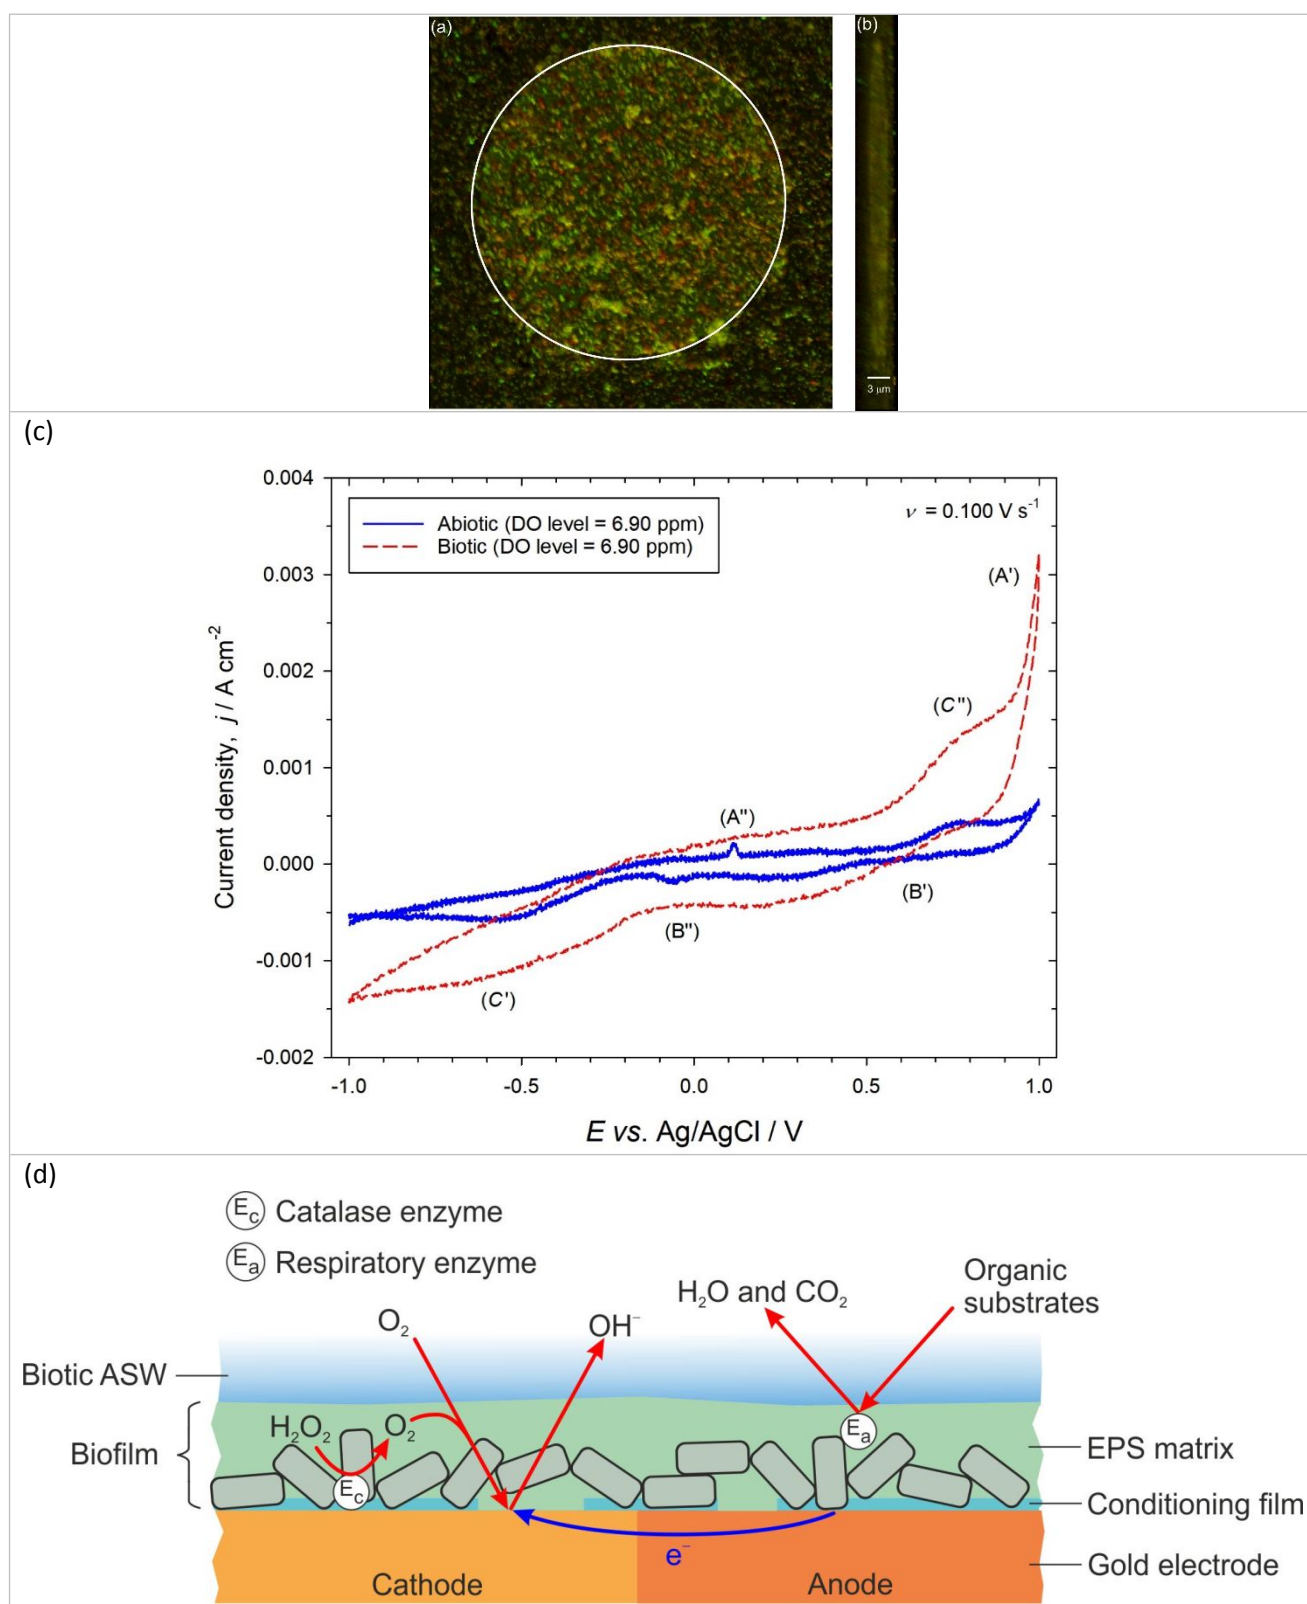 (a)
(b)
3 μm
(c)
0.004
0.003
0.002
0.001
0.000
-0.001
-0.002
Current density, j / A cm⁻²
Abiotic (DO level = 6.90 ppm)
Biotic (DO level = 6.90 ppm)
ν = 0.100 V s⁻¹
(A')
(C")
(A")
(B')
(B")
(C')
-1.0
-0.5
0.0
0.5
1.0
E vs. Ag/AgCl / V
(d)
Ec Catalase enzyme
Ea Respiratory enzyme
O₂
OH⁻
H₂O and CO₂
Organic
substrates
Biotic ASW
Biofilm
H₂O₂
O₂
Ec
Ea
EPS matrix
Conditioning film
e⁻
Gold electrode
Cathode
Anode